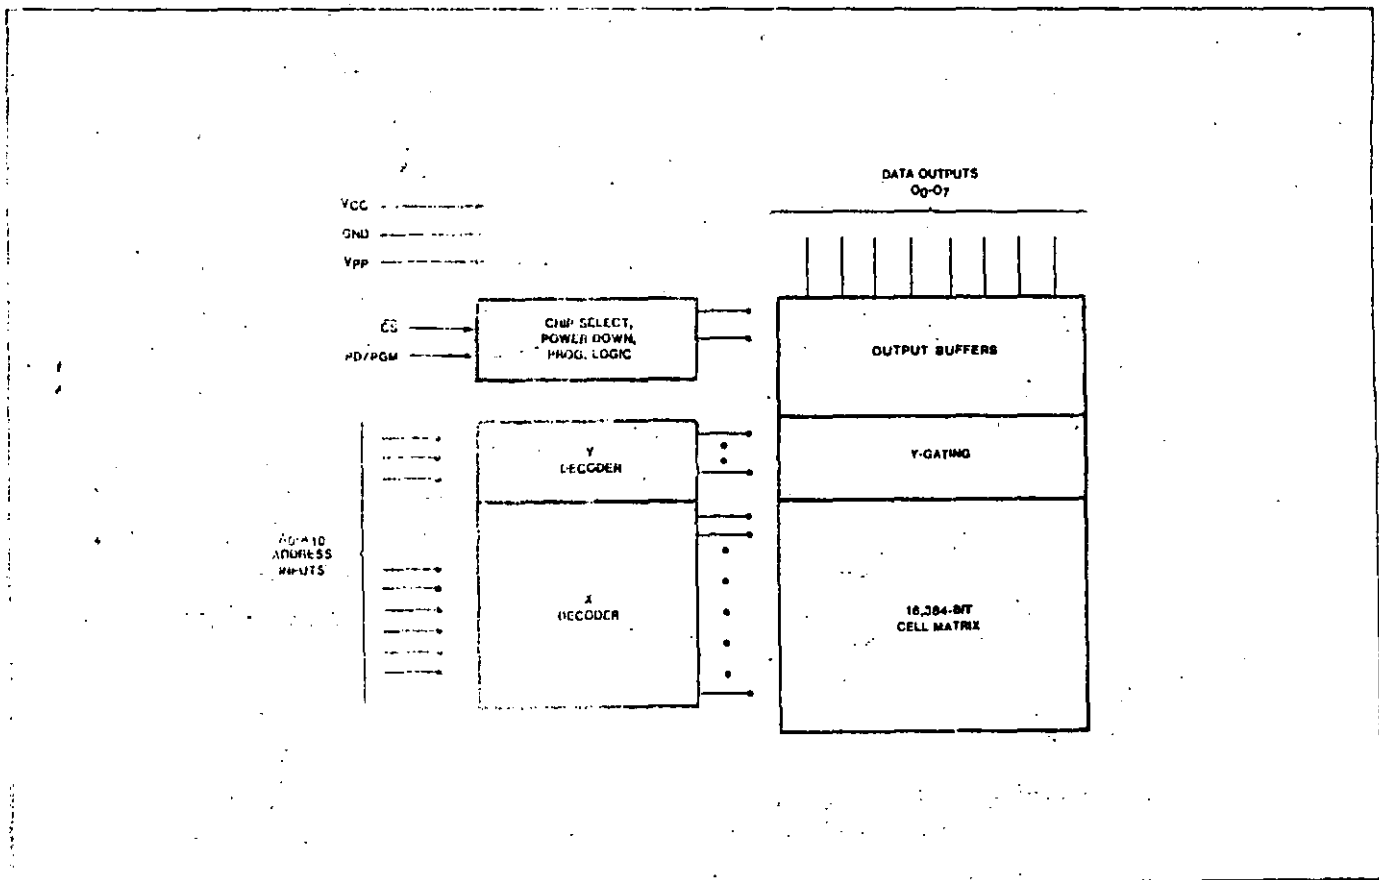 DATA OUTPUTS
O0-O7
VCC
GND
VPP
CS
PD/PGM
CHIP SELECT,
POWER DOWN,
PROG. LOGIC
OUTPUT BUFFERS
Y
DECODER
Y-GATING
A0-A10
ADDRESS
INPUTS
X
DECODER
16,384-BIT
CELL MATRIX